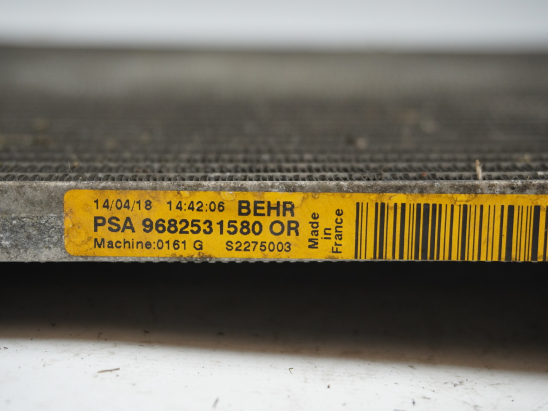 14/04/18 14:42:06 BEHR
PSA 9682531580 OR
Machine:0161 G S2275003
Made
in
France